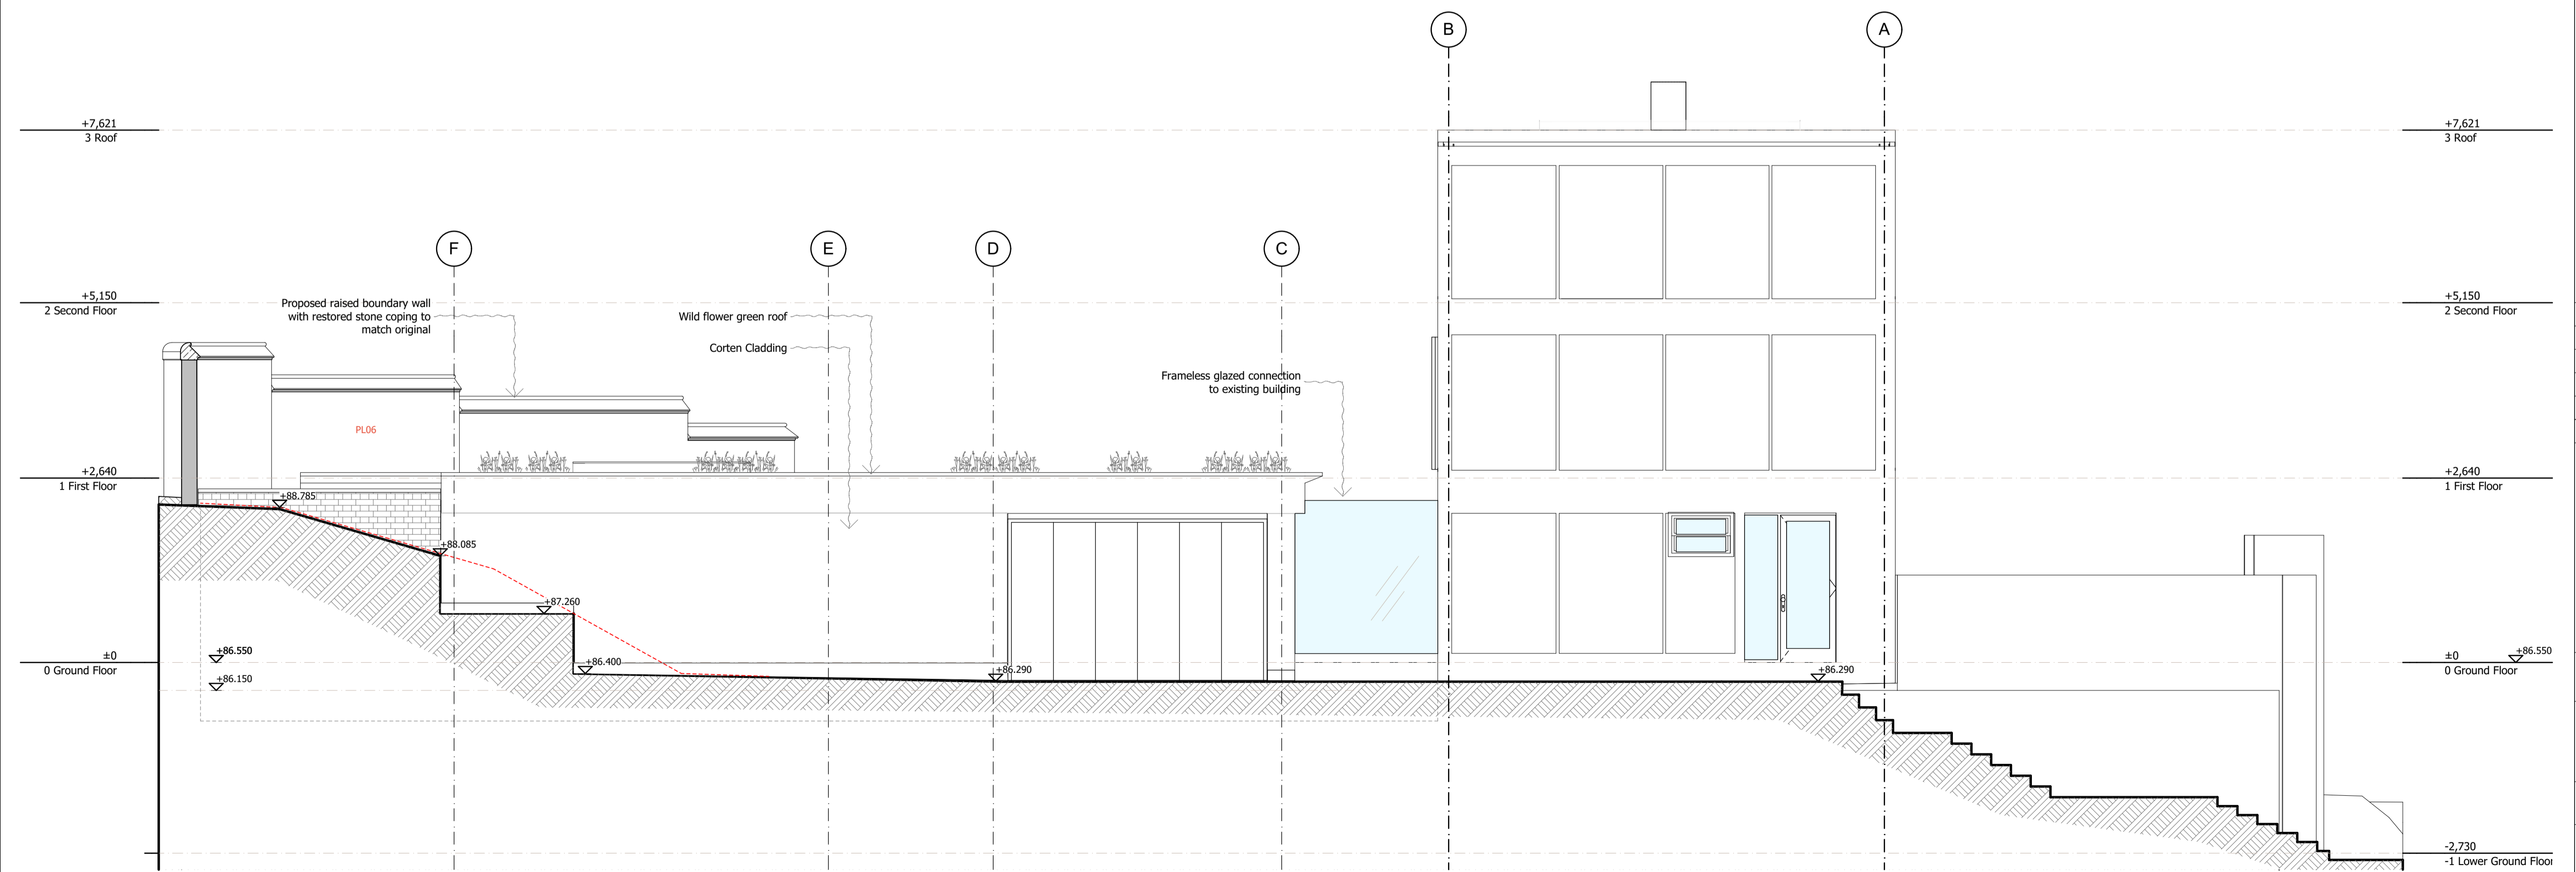 B
A
+7,621
3 Roof
+7,621
3 Roof
F
E
D
C
+5,150
2 Second Floor
Proposed raised boundary wall
with restored stone coping to
match original
Wild flower green roof
Corten Cladding
Frameless glazed connection
to existing building
+5,150
2 Second Floor
PL06
+2,640
1 First Floor
+2,640
1 First Floor
+88.785
+88.085
+87.260
±0
0 Ground Floor
+86.550
+86.150
+86.400
+86.290
+86.290
±0
0 Ground Floor
+86.550
-2,730
-1 Lower Ground Floor